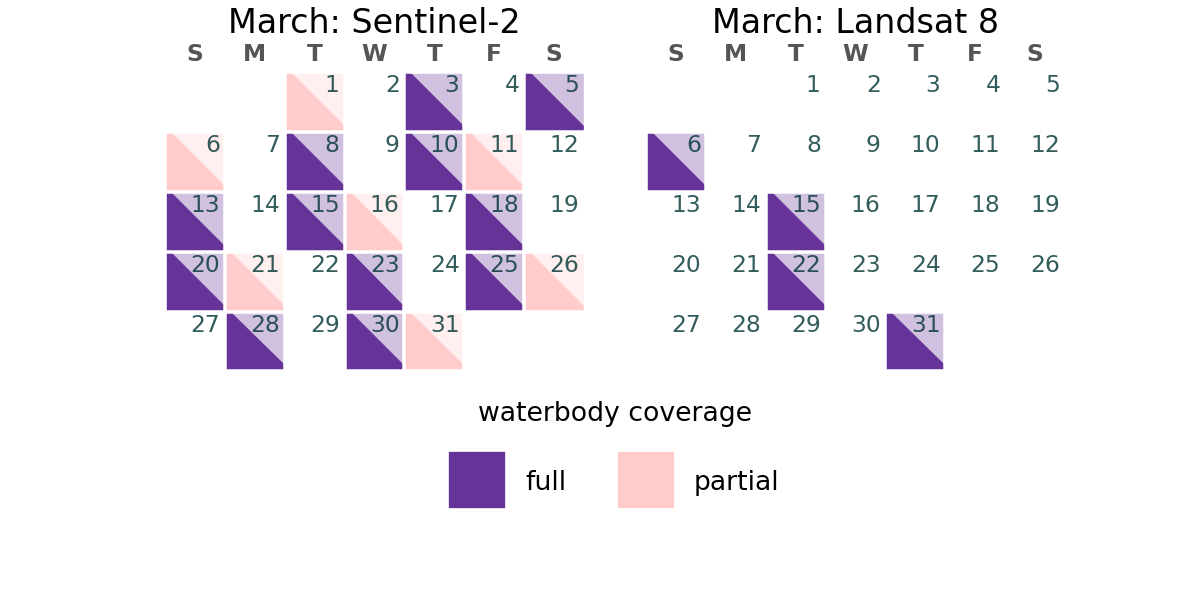 March: Sentinel-2
S M T W T F S
1 2 3 4 5
6 7 8 9 10 11 12
13 14 15 16 17 18 19
20 21 22 23 24 25 26
27 28 29 30 31
March: Landsat 8
S M T W T F S
1 2 3 4 5
6 7 8 9 10 11 12
13 14 15 16 17 18 19
20 21 22 23 24 25 26
27 28 29 30 31
waterbody coverage
full
partial